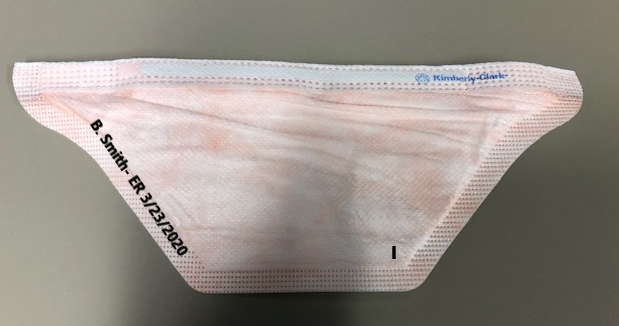 Kimberly-Clark
B. Smith- ER 3/23/2020
I